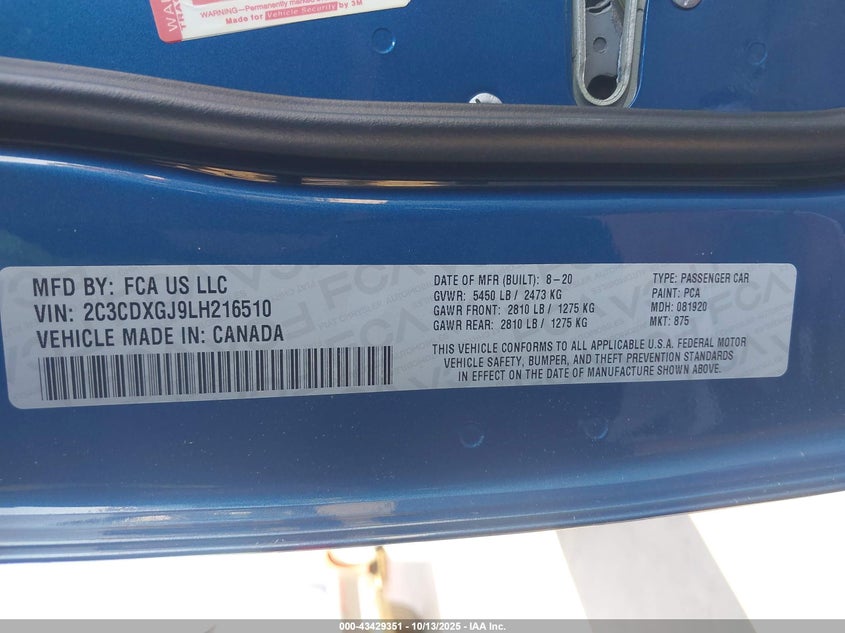 WARNING—Permanently marked
Made for Vehicle Security by 3M
MFD BY: FCA US LLC
VIN: 2C3CDXGJ9LH216510
VEHICLE MADE IN: CANADA
DATE OF MFR (BUILT): 8-20
GVWR: 5450 LB / 2473 KG
GAWR FRONT: 2810 LB / 1275 KG
GAWR REAR: 2810 LB / 1275 KG
TYPE: PASSENGER CAR
PAINT: PCA
MDH: 081920
MKT: 875
THIS VEHICLE CONFORMS TO ALL APPLICABLE U.S.A. FEDERAL MOTOR
VEHICLE SAFETY, BUMPER, AND THEFT PREVENTION STANDARDS
IN EFFECT ON THE DATE OF MANUFACTURE SHOWN ABOVE.
000-43429351 - 10/13/2025 - IAA Inc.